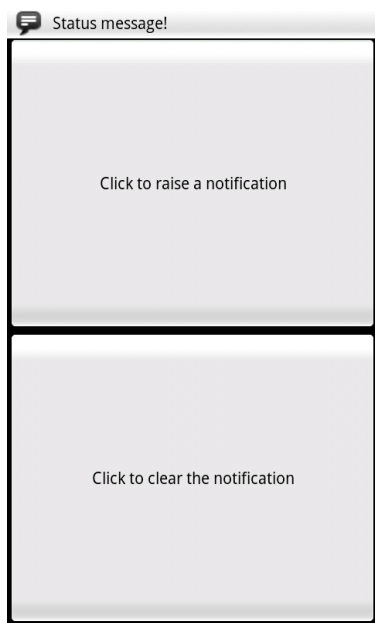 Status message!
Click to raise a notification
Click to clear the notification